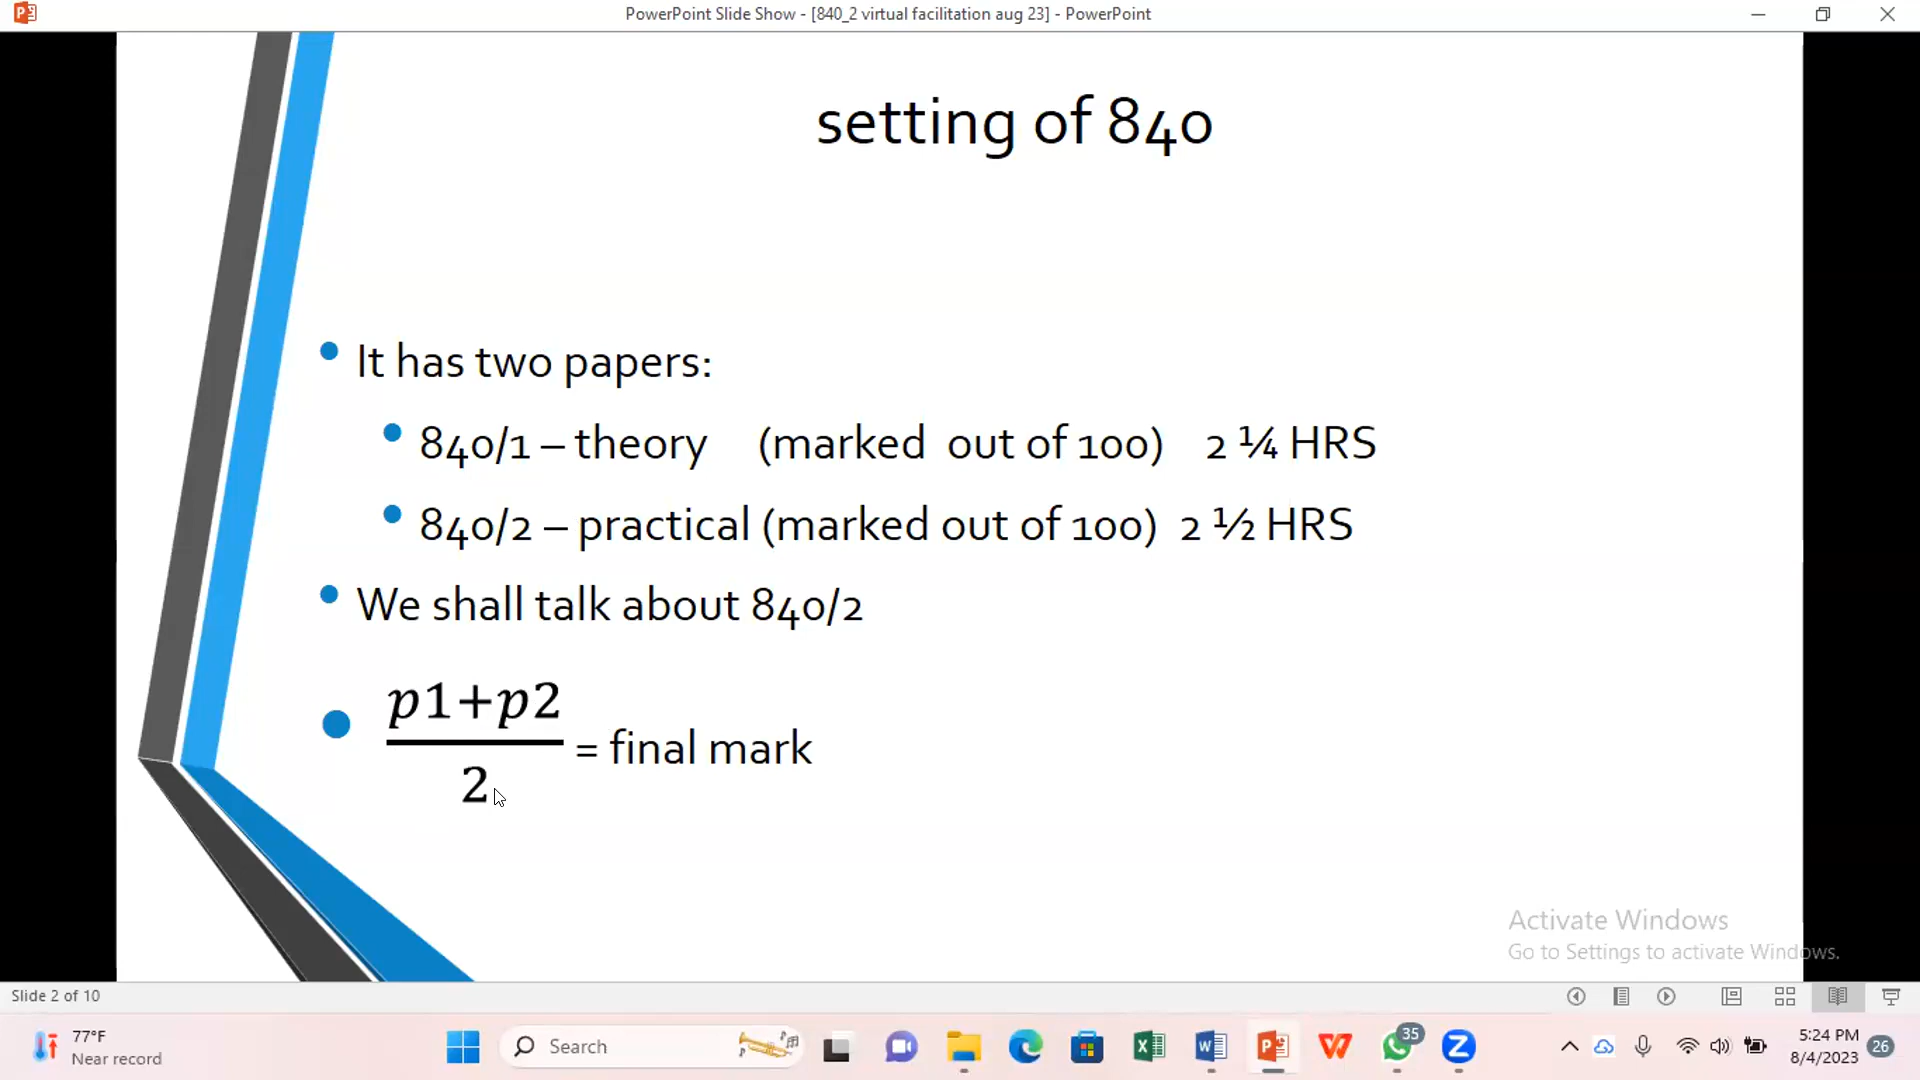 PowerPoint Slide Show - [840_2 virtual facilitation aug 23] - PowerPoint
setting of 840
It has two papers:
840/1 – theory (marked out of 100) 2 ¼ HRS
840/2 – practical (marked out of 100) 2 ½ HRS
We shall talk about 840/2
p1+p2
= final mark
2
Activate Windows
Go to Settings to activate Windows.
Slide 2 of 10
77°F
Near record
Search
35
5:24 PM
8/4/2023
26